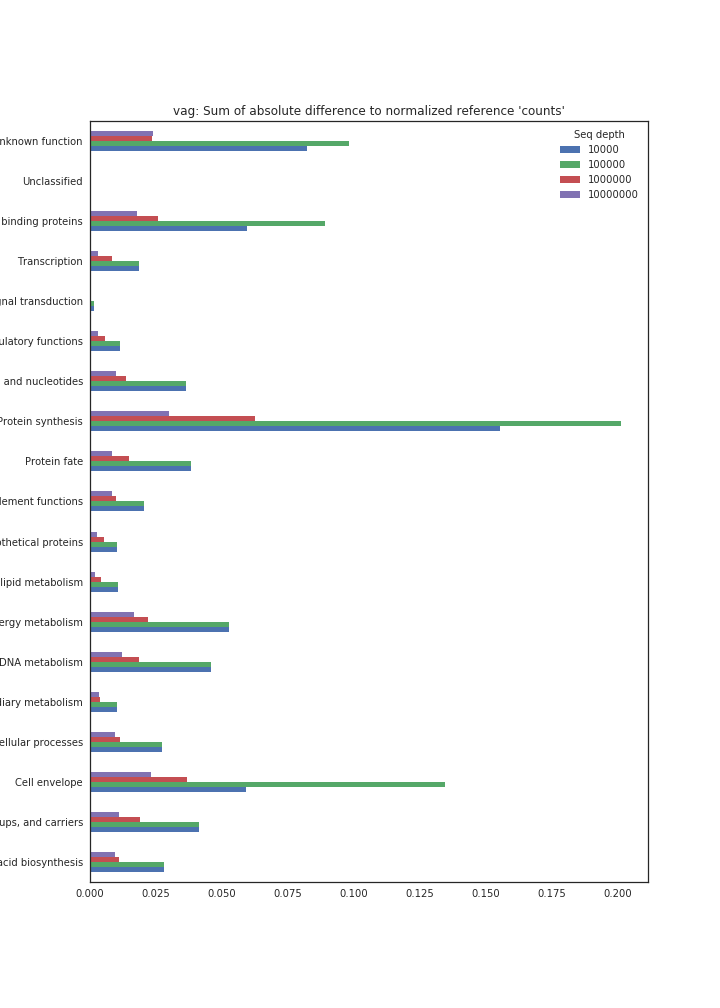 vag: Sum of absolute difference to normalized reference 'counts'
Seq depth
10000
100000
1000000
10000000
nknown function
Unclassified
binding proteins
Transcription
gnal transduction
ulatory functions
and nucleotides
Protein synthesis
Protein fate
lement functions
othetical proteins
lipid metabolism
ergy metabolism
DNA metabolism
diary metabolism
ellular processes
Cell envelope
ups, and carriers
acid biosynthesis
0.000 0.025 0.050 0.075 0.100 0.125 0.150 0.175 0.200